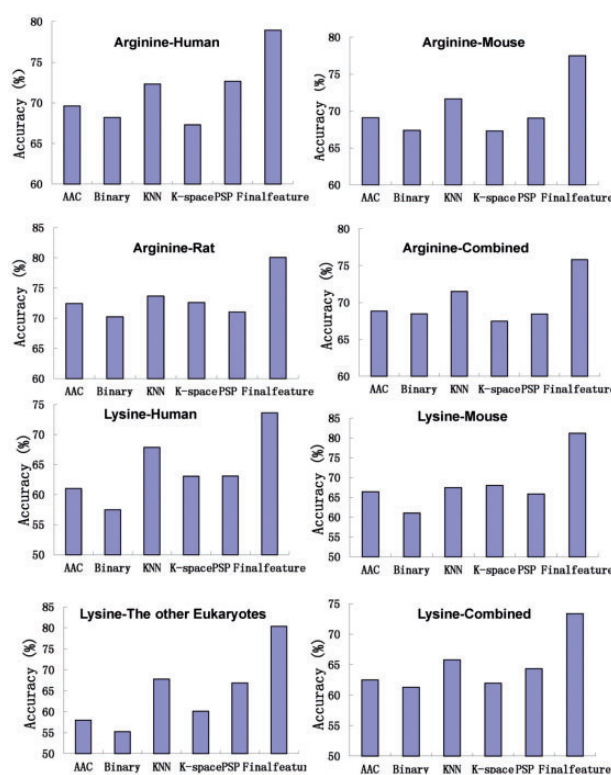 Arginine-Human
Accuracy (%)
80
75
70
65
60
AAC Binary KNN K-space PSP Finalfeature
Arginine-Mouse
Accuracy (%)
80
75
70
65
60
AAC Binary KNN K-space PSP Finalfeature
Arginine-Rat
Accuracy (%)
85
80
75
70
65
60
AAC Binary KNN K-space PSP Finalfeature
Arginine-Combined
Accuracy (%)
80
75
70
65
60
AAC Binary KNN K-space PSP Finalfeature
Lysine-Human
Accuracy (%)
75
70
65
60
55
50
AAC Binary KNN K-space PSP Finalfeature
Lysine-Mouse
Accuracy (%)
85
80
75
70
65
60
55
50
AAC Binary KNN K-space PSP Finalfeature
Lysine-The other Eukaryotes
Accuracy (%)
85
80
75
70
65
60
55
50
AAC Binary KNN K-space PSP Finalfeature
Lysine-Combined
Accuracy (%)
75
70
65
60
55
50
AAC Binary KNN K-space PSP Finalfeature